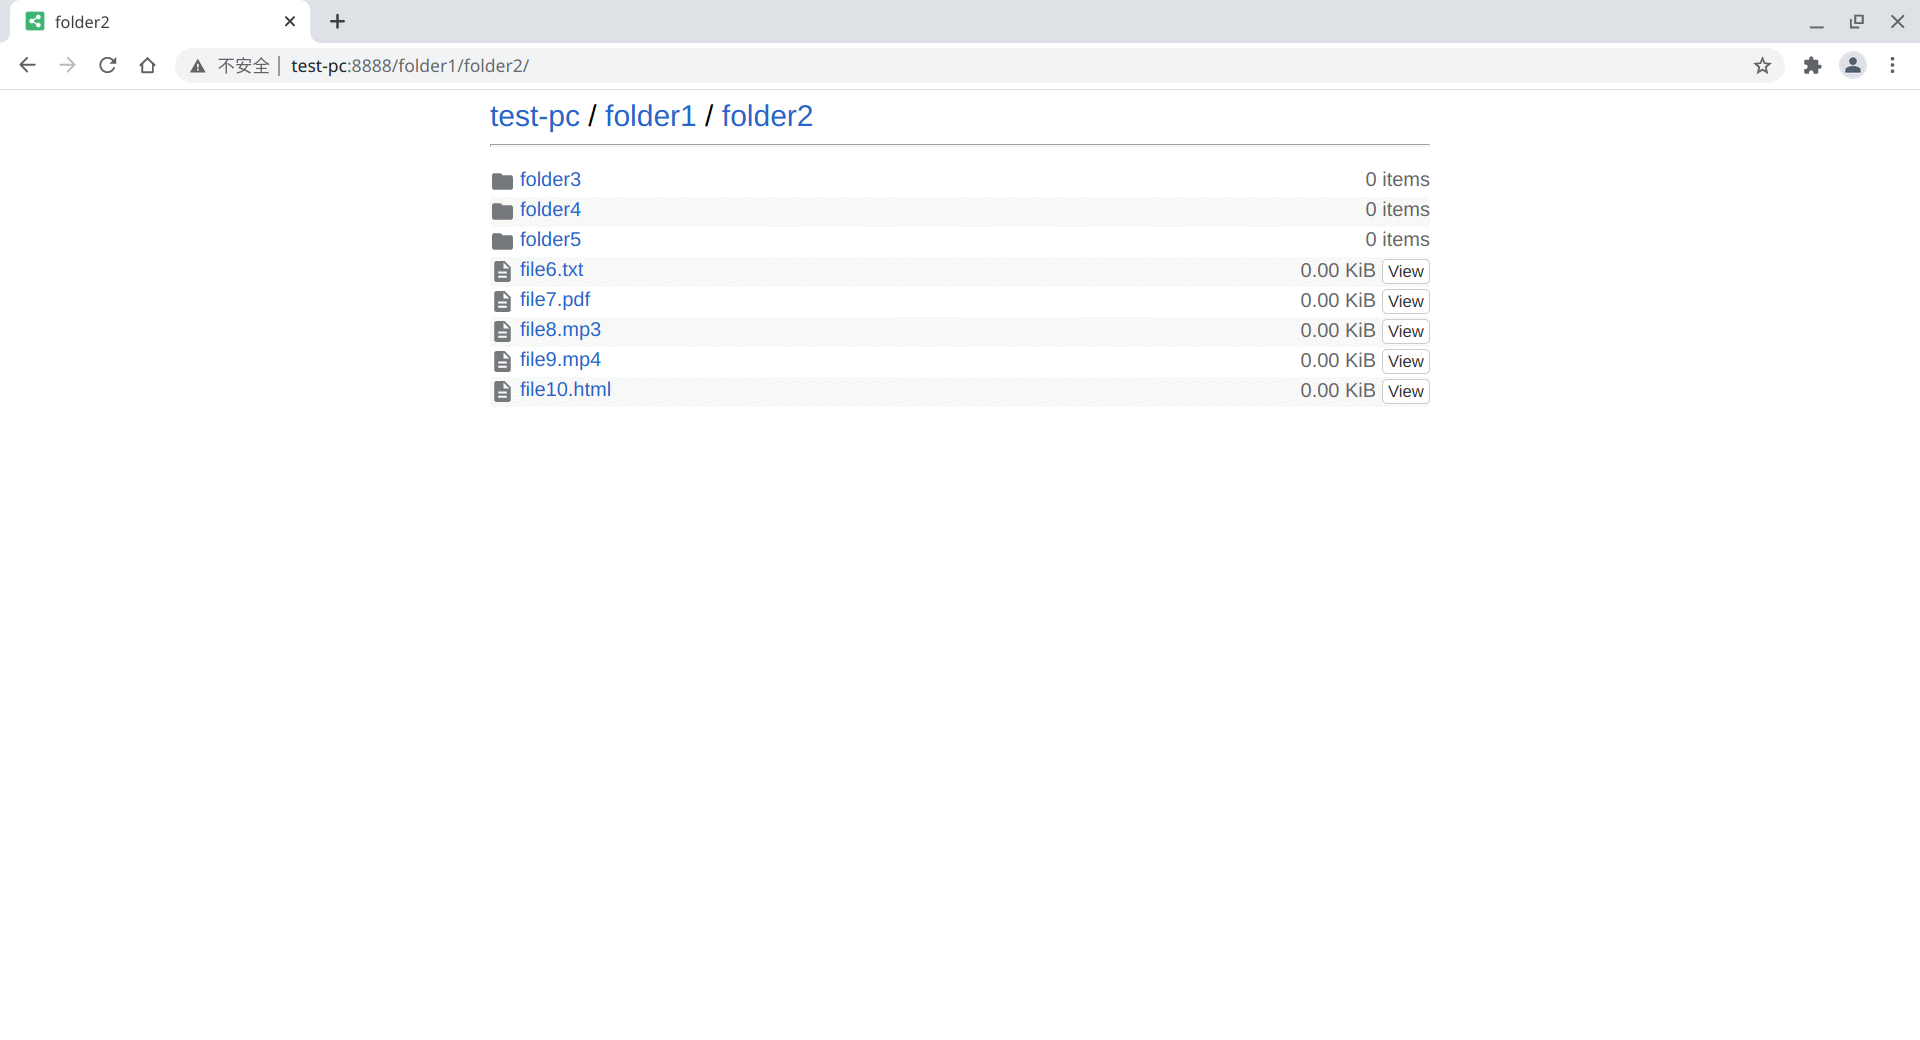 folder2
不安全 | test-pc:8888/folder1/folder2/
test-pc / folder1 / folder2
folder3 0 items
folder4 0 items
folder5 0 items
file6.txt 0.00 KiB View
file7.pdf 0.00 KiB View
file8.mp3 0.00 KiB View
file9.mp4 0.00 KiB View
file10.html 0.00 KiB View